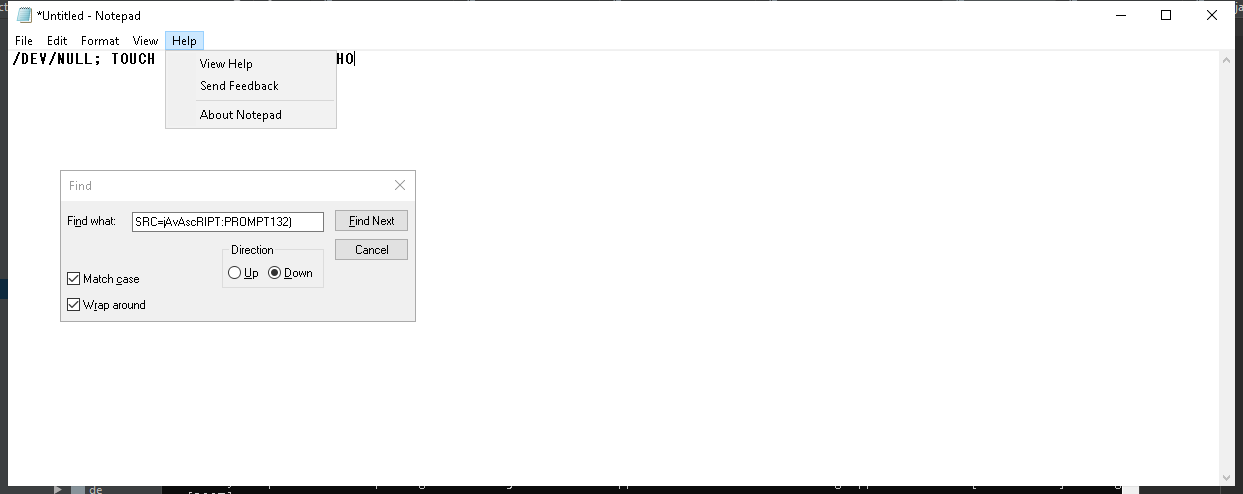 *Untitled - Notepad
File Edit Format View Help
/DEV/NULL; TOUCH HO
View Help
Send Feedback
About Notepad
Find
Find what: SRC=jAvAscRIPT:PROMPT132) Find Next
Direction Cancel
Up Down
Match case
Wrap around
de